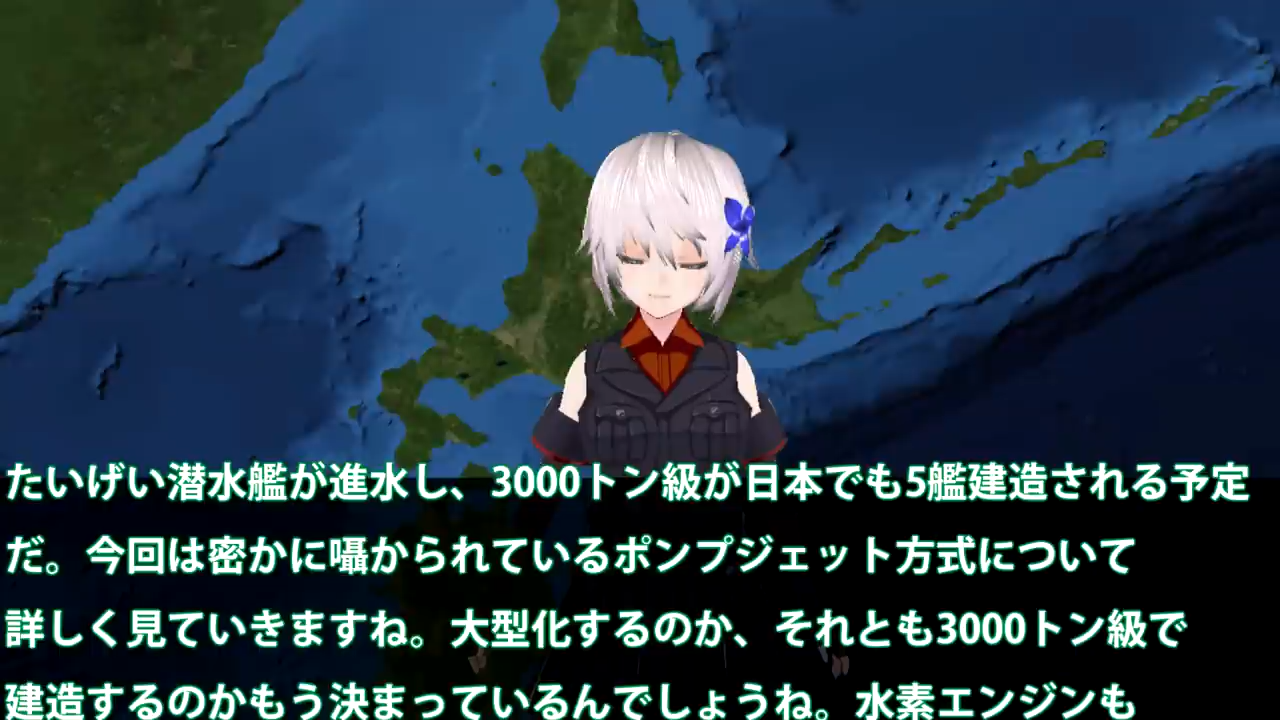 たいげい潜水艦が進水し、3000トン級が日本でも5艦建造される予定
だ。今回は密かに囁かられているポンプジェット方式について
詳しく見ていきますね。大型化するのか、それとも3000トン級で
建造するのかもう決まっているんでしょうね。水素エンジンも